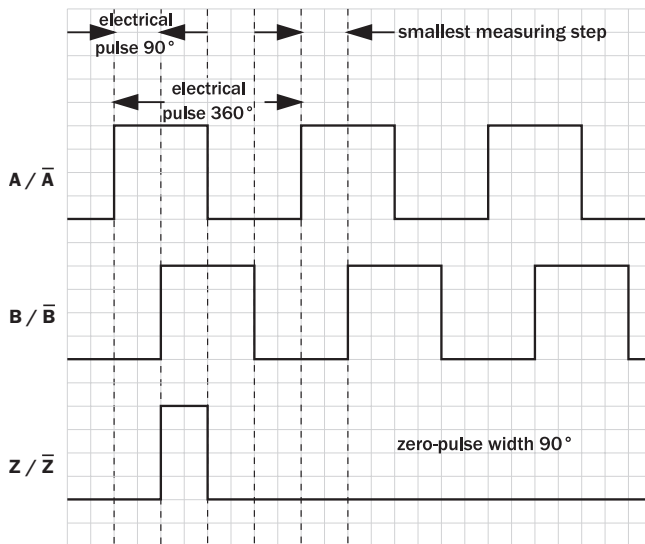 electrical
pulse 90°
smallest measuring step
electrical
pulse 360°
A / A̅
B / B̅
Z / Z̅
zero-pulse width 90°